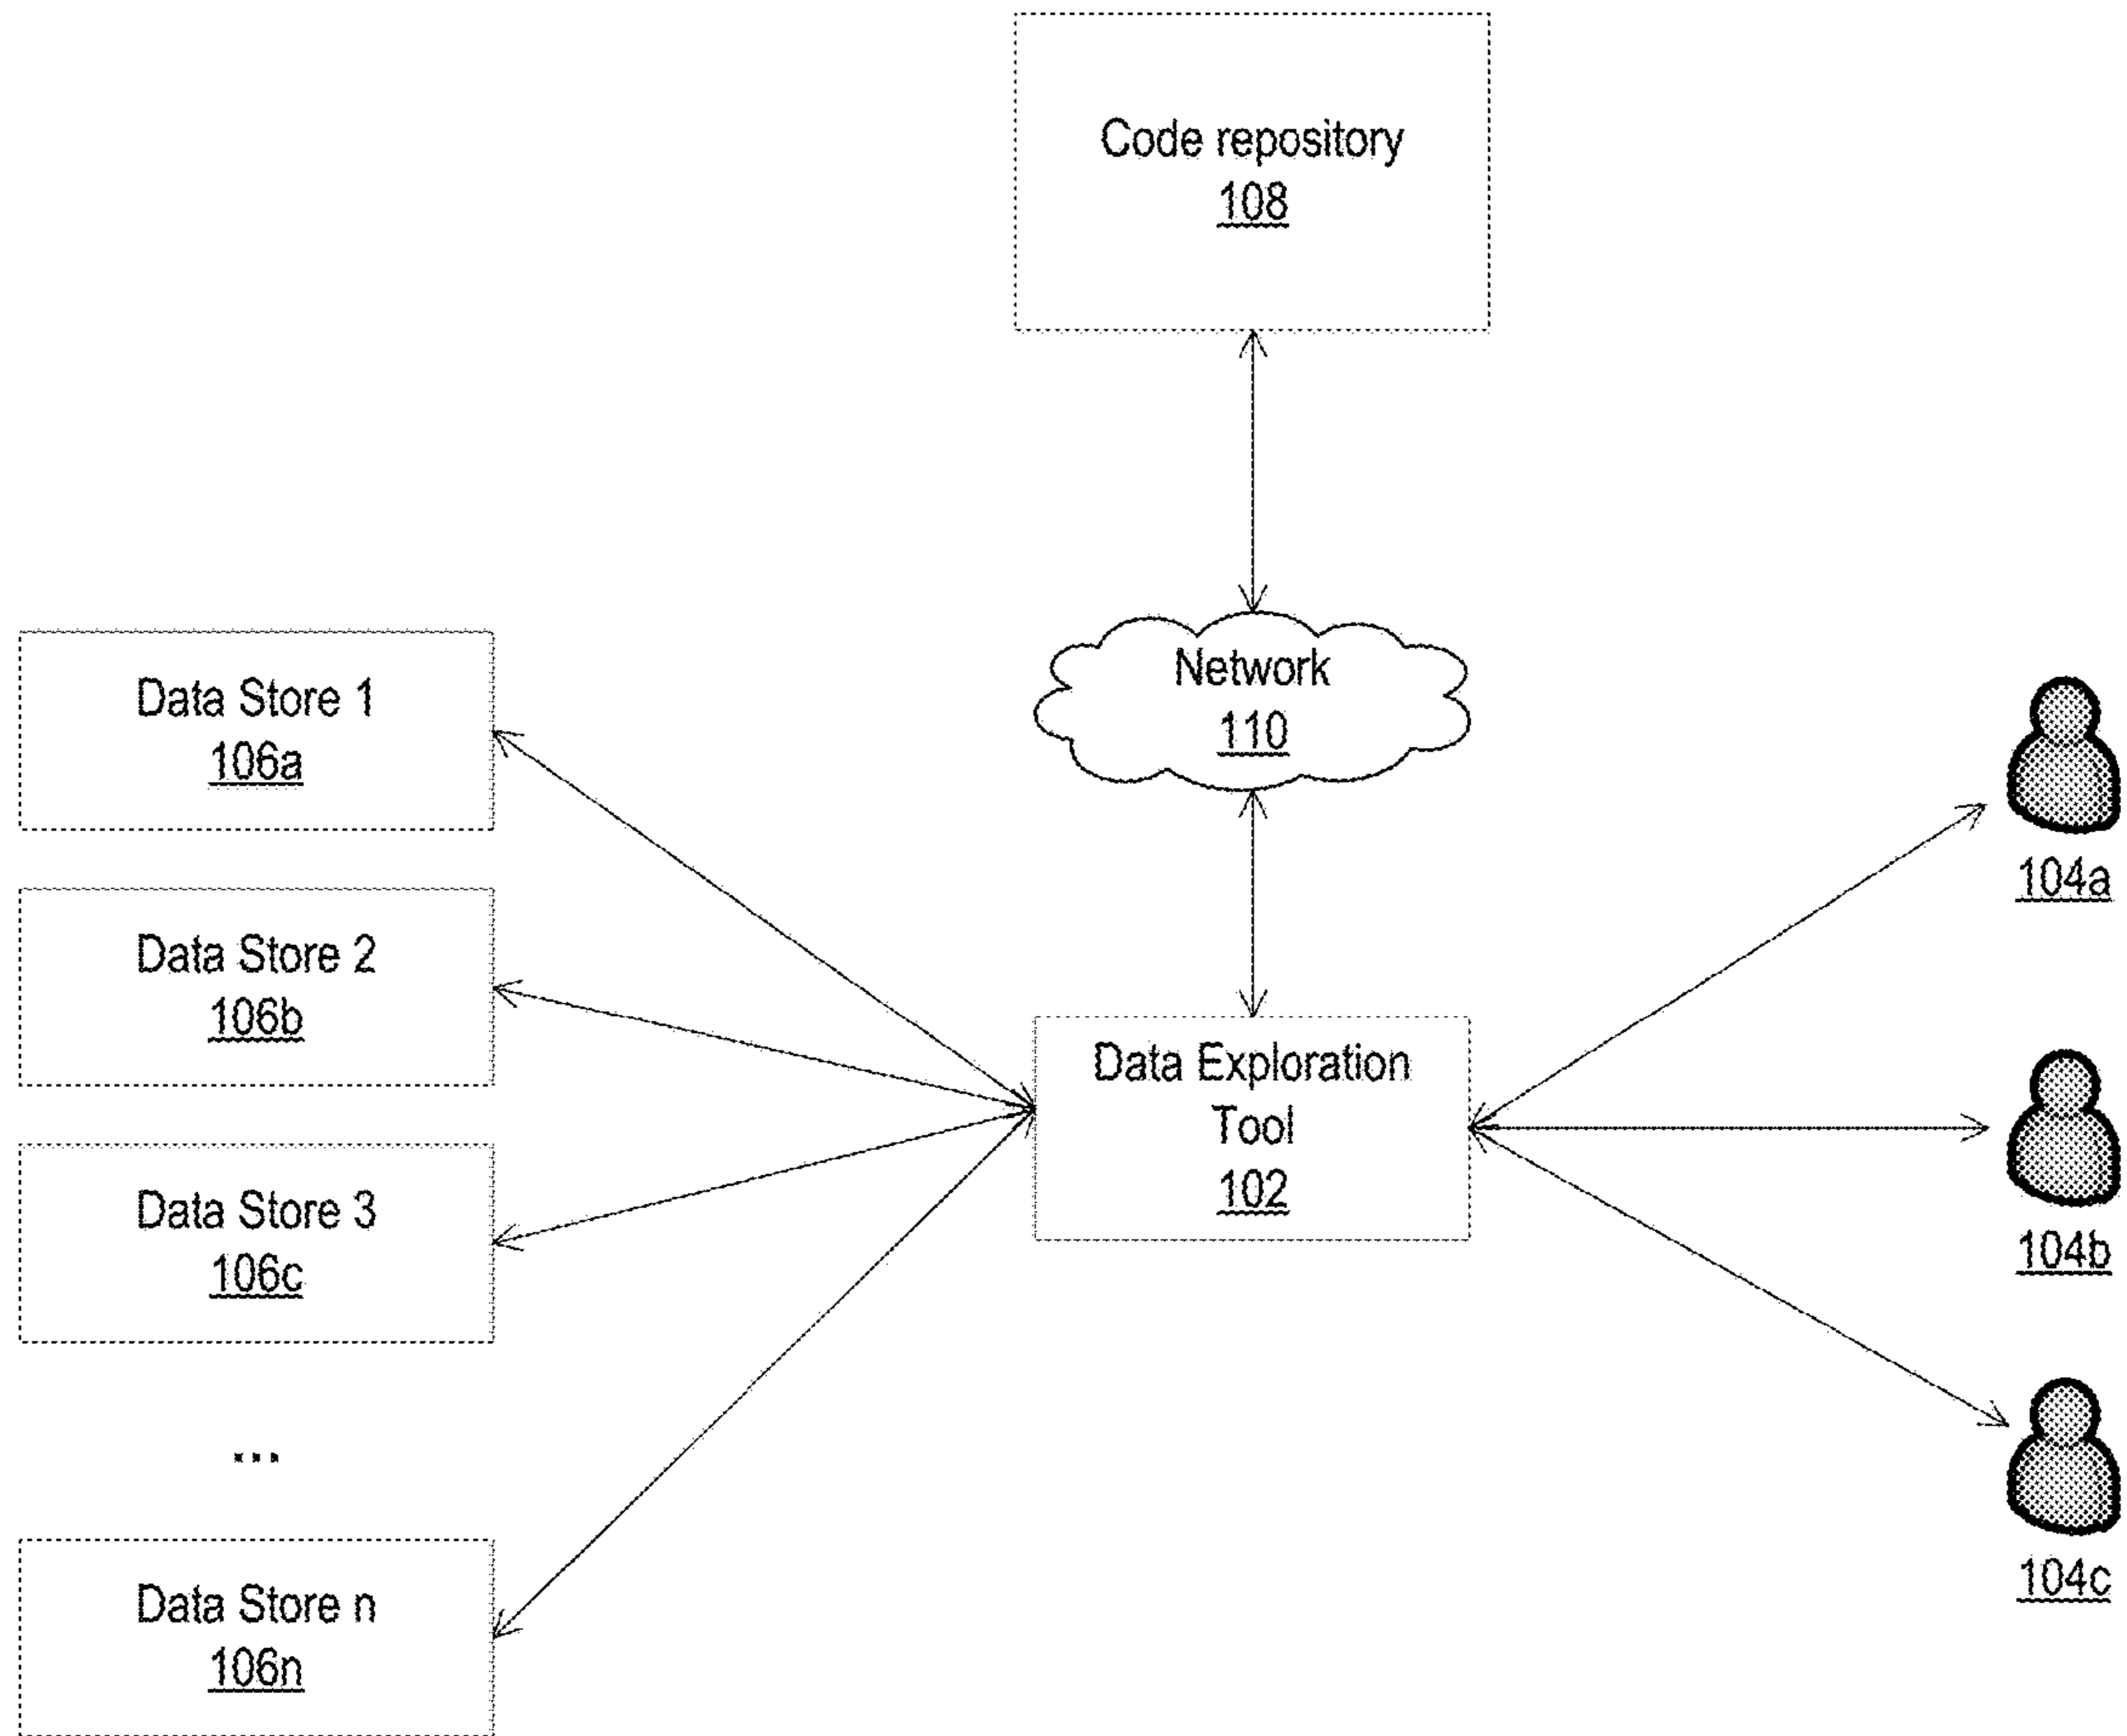 Code repository
108
Network
110
Data Store 1
106a
Data Store 2
106b
Data Store 3
106c
...
Data Store n
106n
Data Exploration
Tool
102
104a
104b
104c